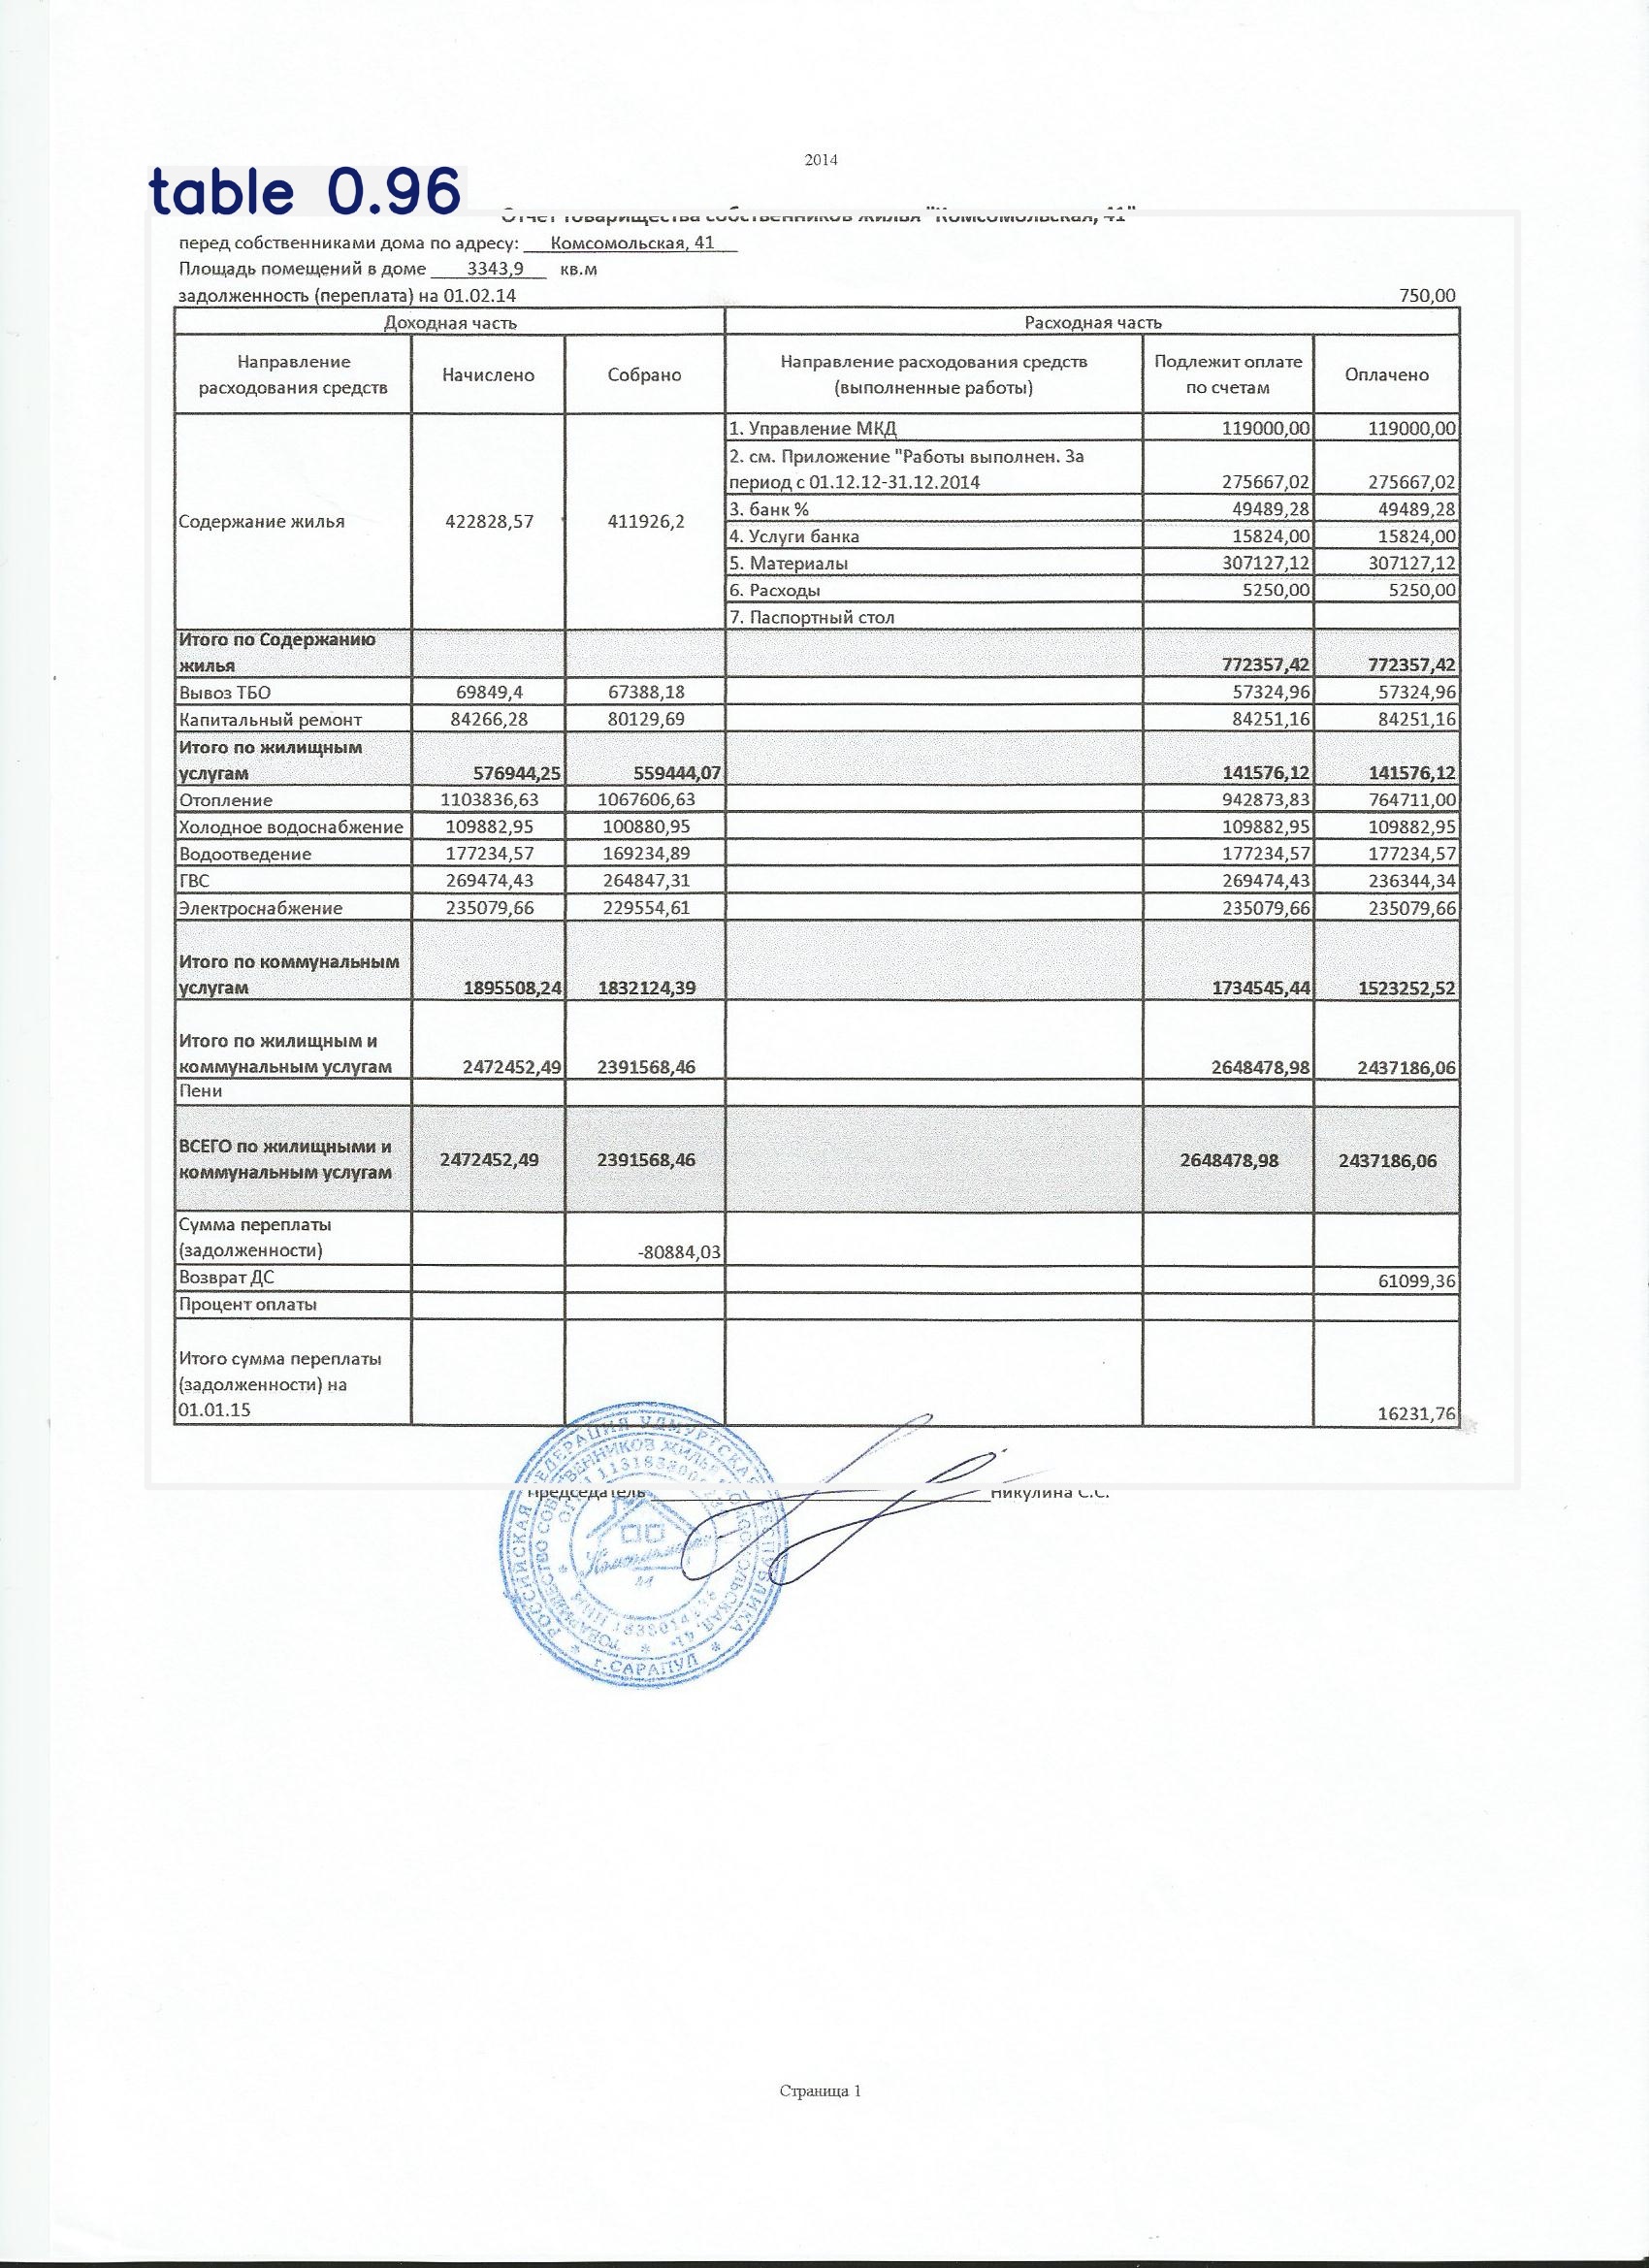 2014
table 0.96
Отчет товарищества собственников жилья "Комсомольская, 41"
перед собственниками дома по адресу: Комсомольская, 41
Площадь помещений в доме 3343,9 кв.м
задолженность (переплата) на 01.02.14 750,00
Доходная часть Расходная часть
Направление расходования средств Начислено Собрано Направление расходования средств (выполненные работы) Подлежит оплате по счетам Оплачено
Содержание жилья 422828,57 411926,2
1. Управление МКД 119000,00 119000,00
2. см. Приложение "Работы выполнен. За
период с 01.12.12-31.12.2014 275667,02 275667,02
3. банк % 49489,28 49489,28
4. Услуги банка 15824,00 15824,00
5. Материалы 307127,12 307127,12
6. Расходы 5250,00 5250,00
7. Паспортный стол
Итого по Содержанию
жилья 772357,42 772357,42
Вывоз ТБО 69849,4 67388,18 57324,96 57324,96
Капитальный ремонт 84266,28 80129,69 84251,16 84251,16
Итого по жилищным
услугам 576944,25 559444,07 141576,12 141576,12
Отопление 1103836,63 1067606,63 942873,83 764711,00
Холодное водоснабжение 109882,95 100880,95 109882,95 109882,95
Водоотведение 177234,57 169234,89 177234,57 177234,57
ГВС 269474,43 264847,31 269474,43 236344,34
Электроснабжение 235079,66 229554,61 235079,66 235079,66
Итого по коммунальным
услугам 1895508,24 1832124,39 1734545,44 1523252,52
Итого по жилищным и
коммунальным услугам 2472452,49 2391568,46 2648478,98 2437186,06
Пени
ВСЕГО по жилищными и
коммунальным услугам 2472452,49 2391568,46 2648478,98 2437186,06
Сумма переплаты
(задолженности) -80884,03
Возврат ДС 61099,36
Процент оплаты
Итого сумма переплаты
(задолженности) на
01.01.15 16231,76
Председатель Никулина С.С.
РОССИЙСКАЯ ФЕДЕРАЦИЯ УДМУРТСКАЯ РЕСПУБЛИКА
ТОВАРИЩЕСТВО СОБСТВЕННИКОВ ЖИЛЬЯ
г.САРАПУЛ
Страница 1